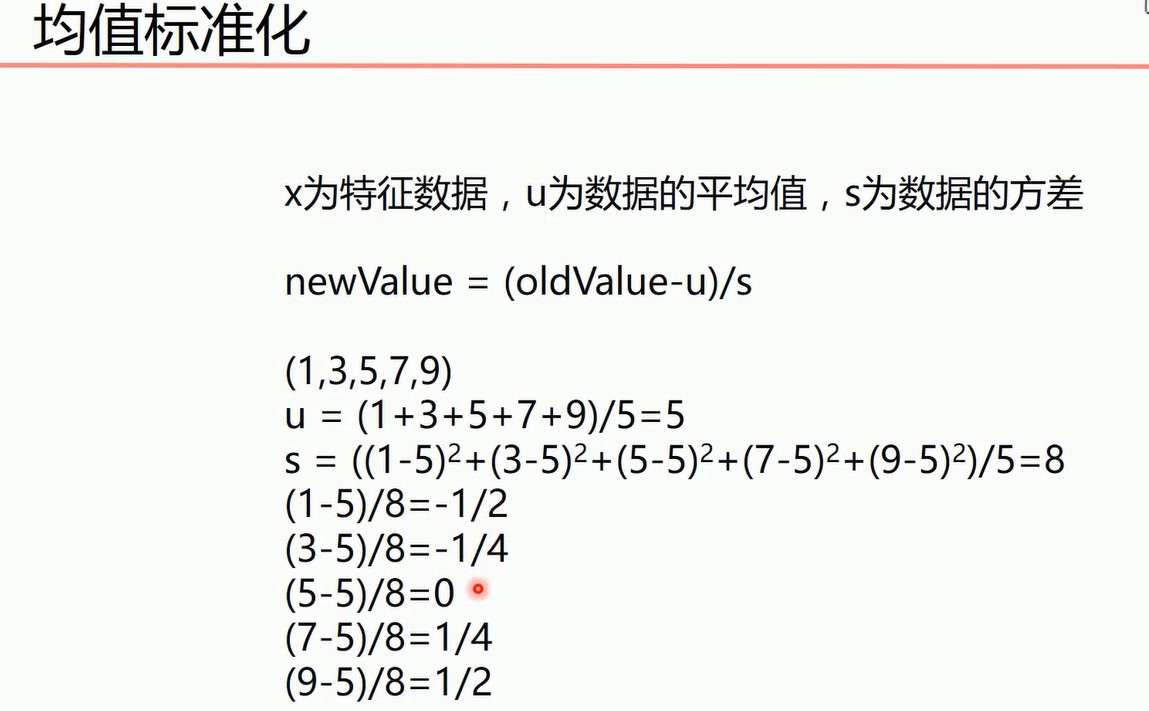 均值标准化
x为特征数据，u为数据的平均值，s为数据的方差
newValue = (oldValue-u)/s
(1,3,5,7,9)
u = (1+3+5+7+9)/5=5
s = ((1-5)²+(3-5)²+(5-5)²+(7-5)²+(9-5)²)/5=8
(1-5)/8=-1/2
(3-5)/8=-1/4
(5-5)/8=0
(7-5)/8=1/4
(9-5)/8=1/2